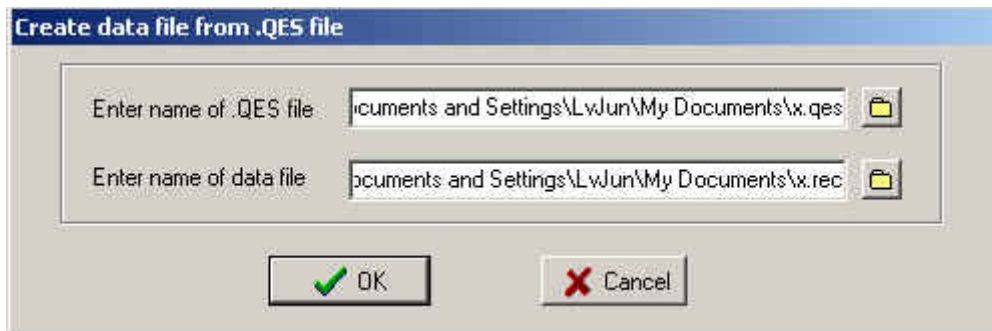 Create data file from .QES file
Enter name of .QES file ocuments and Settings\LvJun\My Documents\x.qes
Enter name of data file ocuments and Settings\LvJun\My Documents\x.rec
OK Cancel